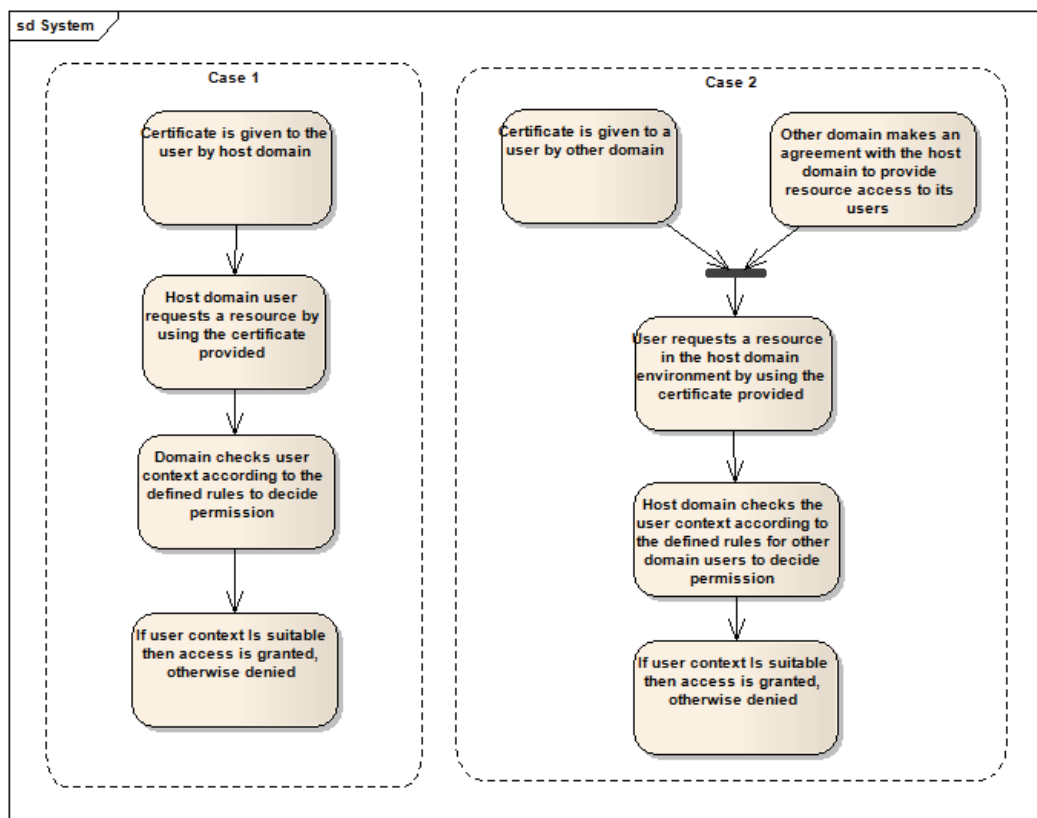 sd System
Case 1
Certificate is given to the
user by host domain
Host domain user
requests a resource by
using the certificate
provided
Domain checks user
context according to the
defined rules to decide
permission
If user context Is suitable
then access is granted,
otherwise denied
Case 2
Certificate is given to a
user by other domain
Other domain makes an
agreement with the host
domain to provide
resource access to its
users
User requests a resource
in the host domain
environment by using the
certificate provided
Host domain checks the
user context according to
the defined rules for other
domain users to decide
permission
If user context Is suitable
then access is granted,
otherwise denied